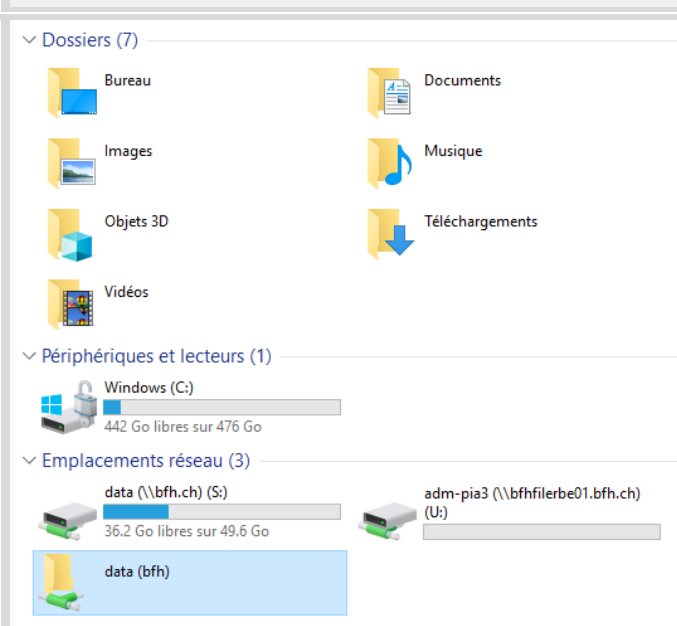 Dossiers (7)
Bureau
Documents
Images
Musique
Objets 3D
Téléchargements
Vidéos
Périphériques et lecteurs (1)
Windows (C:)
442 Go libres sur 476 Go
Emplacements réseau (3)
data (\\bfh.ch) (S:)
36.2 Go libres sur 49.6 Go
adm-pia3 (\\bfhfilerbe01.bfh.ch)
(U:)
data (bfh)